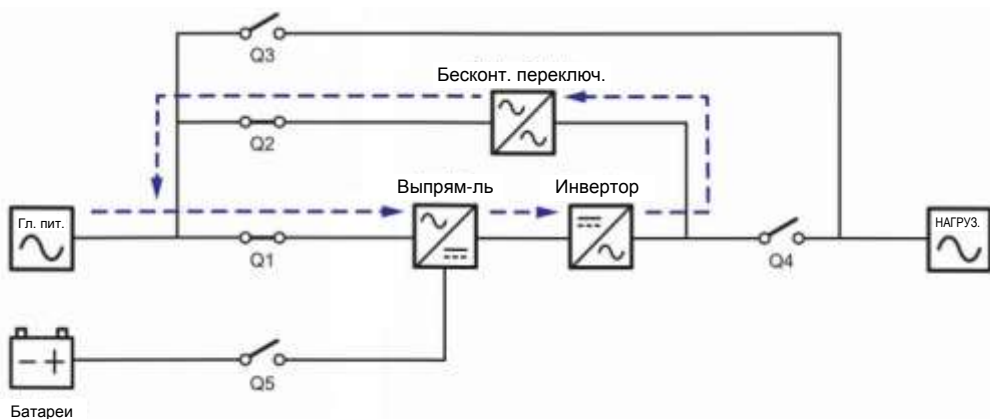 Q3
Бесконт. переключ.
Q2
Выпрям-ль
Инвертор
Гл. пит.
НАГРУЗ.
Q1
Q4
Q5
Батареи